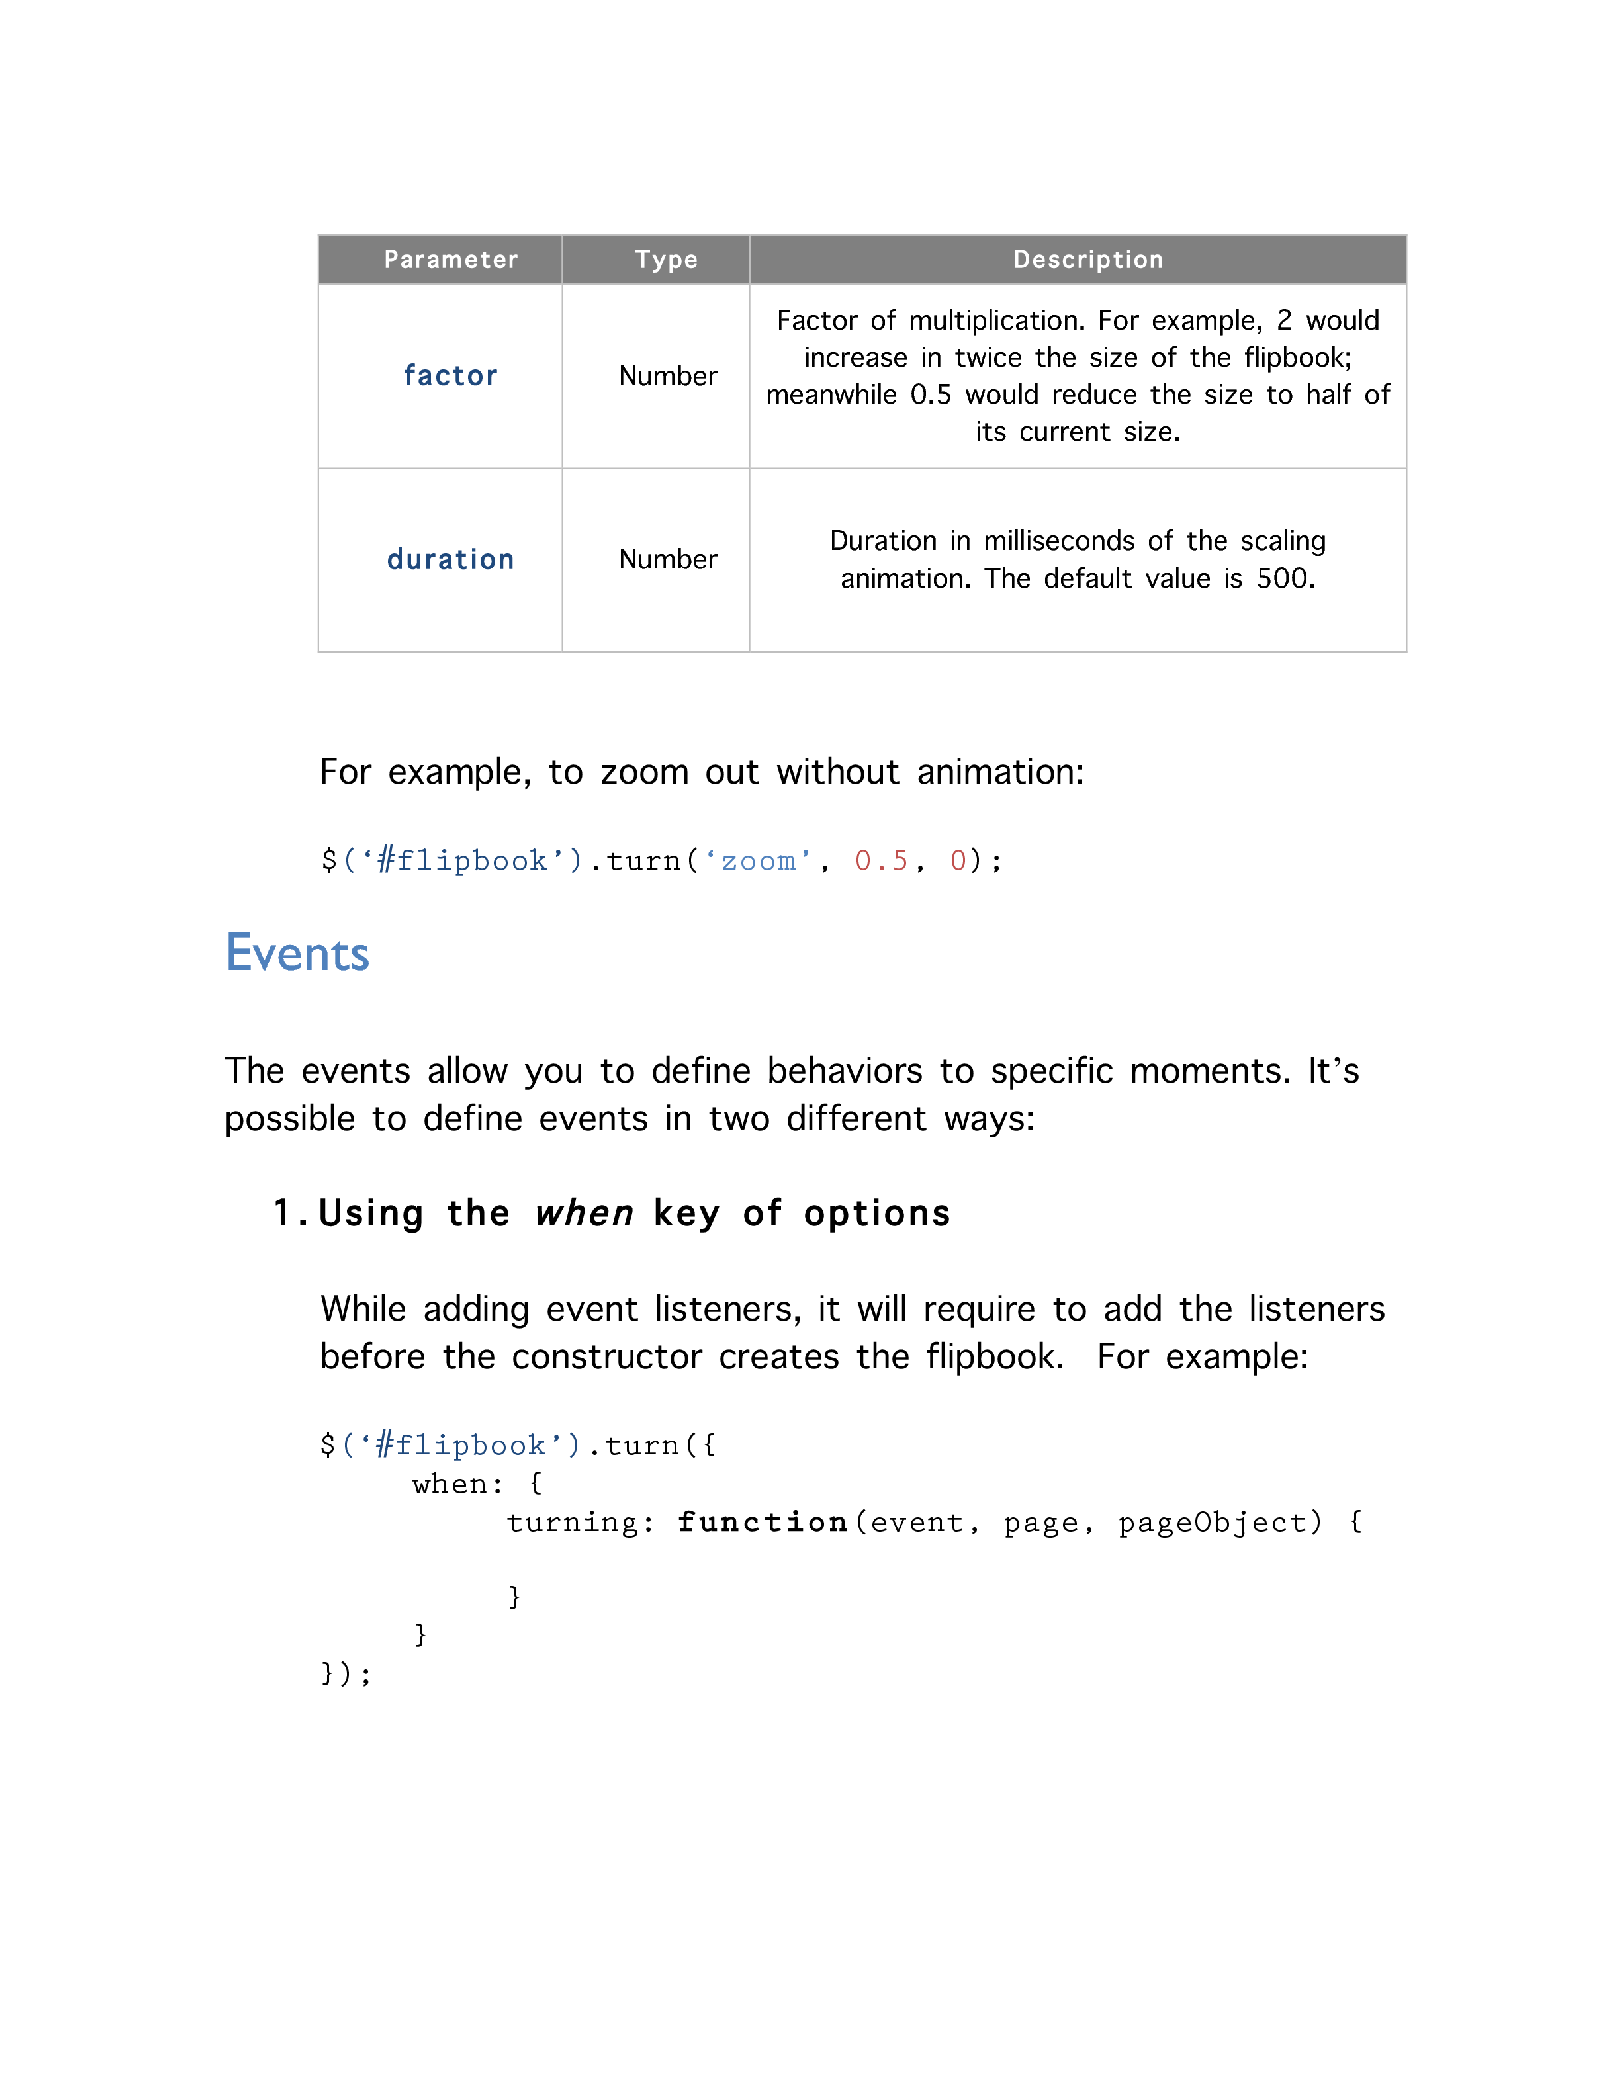 Parameter Type Description
factor Number Factor of multiplication. For example, 2 would
increase in twice the size of the flipbook;
meanwhile 0.5 would reduce the size to half of
its current size.
duration Number Duration in milliseconds of the scaling
animation. The default value is 500.
For example, to zoom out without animation:
$(‘#flipbook’).turn(‘zoom’, 0.5, 0);
Events
The events allow you to define behaviors to specific moments. It’s
possible to define events in two different ways:
1. Using the when key of options
While adding event listeners, it will require to add the listeners
before the constructor creates the flipbook.  For example:
$(‘#flipbook’).turn({
when: {
turning: function(event, page, pageObject) {
}
}
});